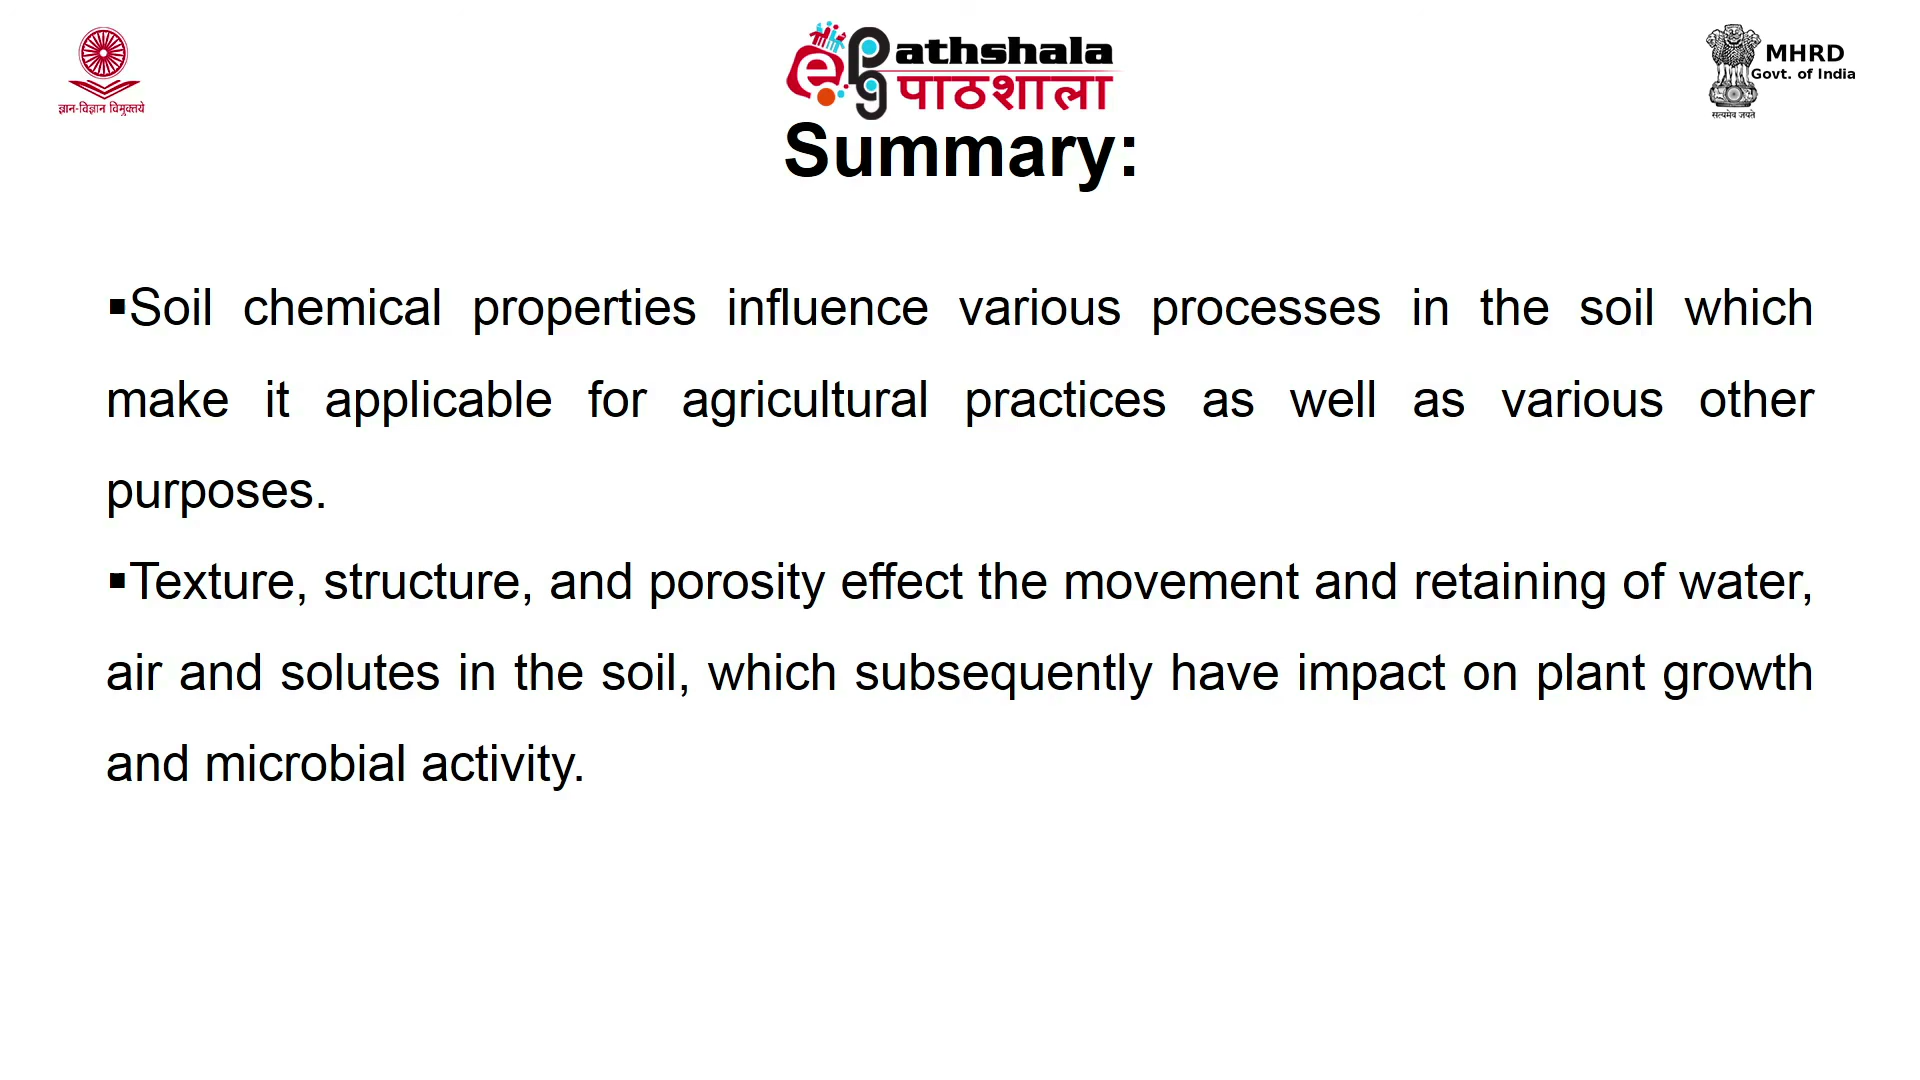 ज्ञान-विज्ञान विमुक्तये
ePg Pathshala
पाठशाला
MHRD
Govt. of India
सत्यमेव जयते
Summary:
▪Soil chemical properties influence various processes in the soil which
make it applicable for agricultural practices as well as various other
purposes.
▪Texture, structure, and porosity effect the movement and retaining of water,
air and solutes in the soil, which subsequently have impact on plant growth
and microbial activity.